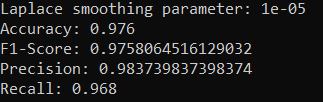 Laplace smoothing parameter: 1e-05
Accuracy: 0.976
F1-Score: 0.9758064516129032
Precision: 0.983739837398374
Recall: 0.968